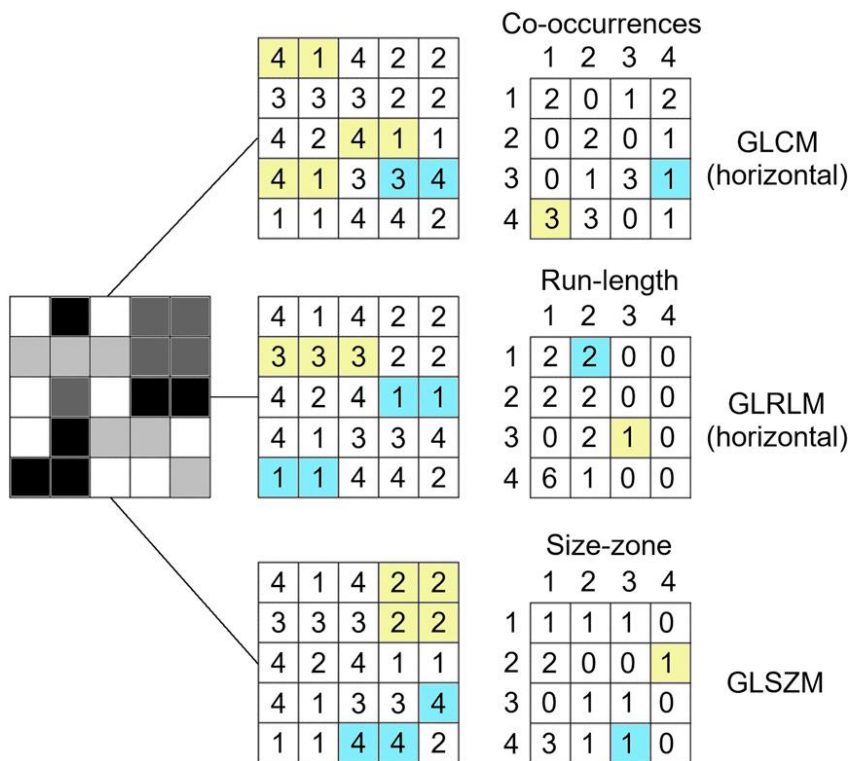 Co-occurrences
1 2 3 4
4 1 4 2 2
3 3 3 2 2
4 2 4 1 1
4 1 3 3 4
1 1 4 4 2
1 2 0 1 2
2 0 2 0 1
3 0 1 3 1
4 3 3 0 1
GLCM
(horizontal)
Run-length
1 2 3 4
4 1 4 2 2
3 3 3 2 2
4 2 4 1 1
4 1 3 3 4
1 1 4 4 2
1 2 2 0 0
2 2 2 0 0
3 0 2 1 0
4 6 1 0 0
GLRLM
(horizontal)
Size-zone
1 2 3 4
4 1 4 2 2
3 3 3 2 2
4 2 4 1 1
4 1 3 3 4
1 1 4 4 2
1 1 1 1 0
2 2 0 0 1
3 0 1 1 0
4 3 1 1 0
GLSZM